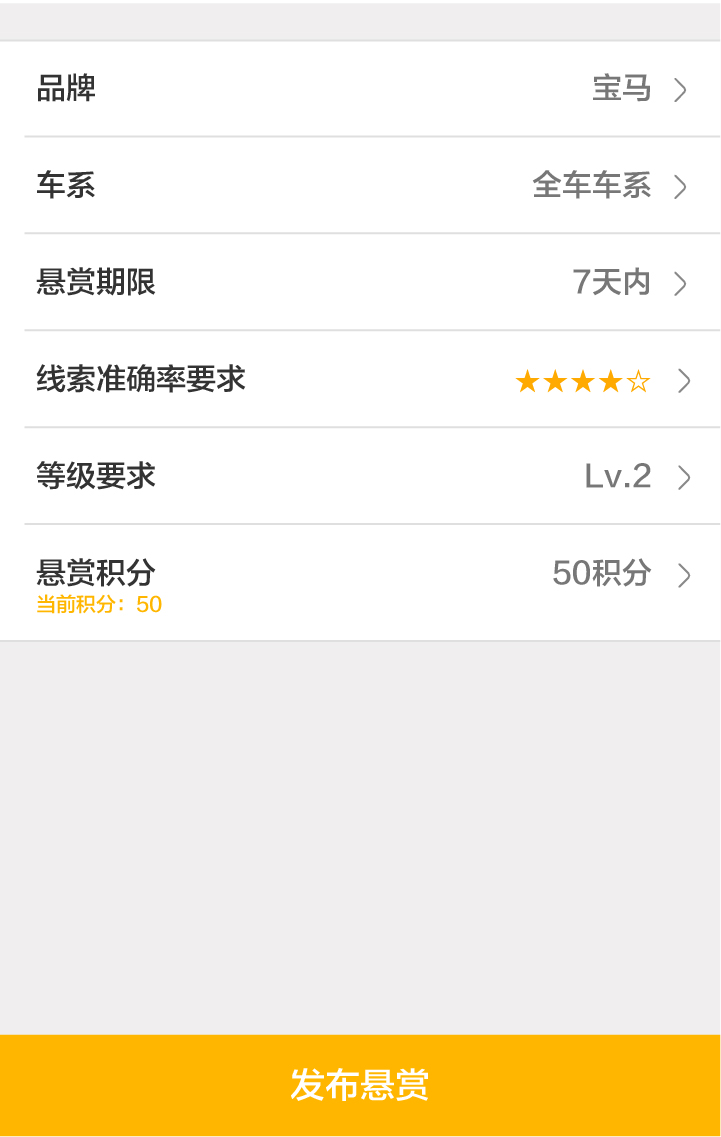 品牌 宝马
车系 全车车系
悬赏期限 7天内
线索准确率要求 ★★★★☆
等级要求 Lv.2
悬赏积分 50积分
当前积分：50
发布悬赏